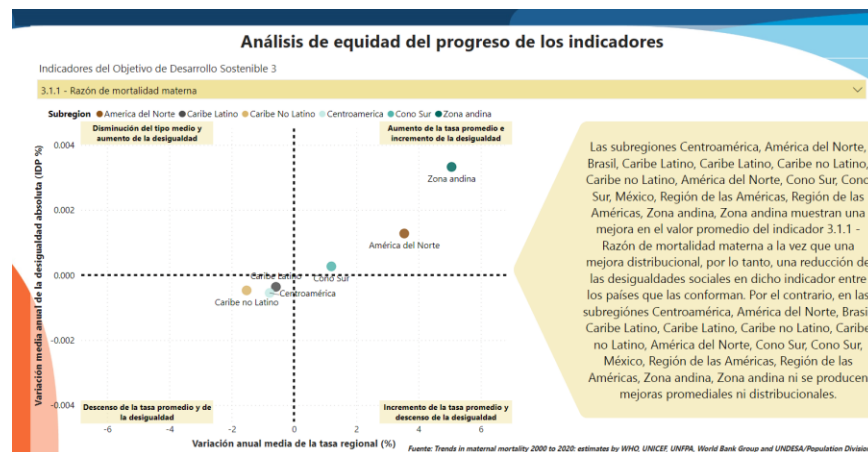 Análisis de equidad del progreso de los indicadores
Indicadores del Objetivo de Desarrollo Sostenible 3
3.1.1 - Razón de mortalidad materna
Subregion America del Norte Caribe Latino Caribe No Latino Centroamerica Cono Sur Zona andina
Disminución del tipo medio y
aumento de la desigualdad
Aumento de la tasa promedio e
incremento de la desigualdad
Variación media anual de la desigualdad absoluta (IDP %)
0.004
0.002
0.000
-0.002
-0.004
Zona andina
América del Norte
Caribe Latino
Cono Sur
Centroamérica
Caribe no Latino
Descenso de la tasa promedio y de
la desigualdad
Incremento de la tasa promedio y
descenso de la desigualdad
-6 -4 -2 0 2 4 6
Variación anual media de la tasa regional (%)
Las subregiones Centroamérica, América del Norte,
Brasil, Caribe Latino, Caribe Latino, Caribe no Latino,
Caribe no Latino, América del Norte, Cono Sur, Cono
Sur, México, Región de las Américas, Región de las
Américas, Zona andina, Zona andina muestran una
mejora en el valor promedio del indicador 3.1.1 -
Razón de mortalidad materna a la vez que una
mejora distribucional, por lo tanto, una reducción de
las desigualdades sociales en dicho indicador entre
los países que las conforman. Por el contrario, en las
subregiónes Centroamérica, América del Norte, Brasil
Caribe Latino, Caribe Latino, Caribe no Latino, Caribe
no Latino, América del Norte, Cono Sur, Cono Sur,
México, Región de las Américas, Región de las
Américas, Zona andina, Zona andina ni se producen
mejoras promediales ni distribucionales.
Fuente: Trends in maternal mortality 2000 to 2020: estimates by WHO, UNICEF, UNFPA, World Bank Group and UNDESA/Population Division